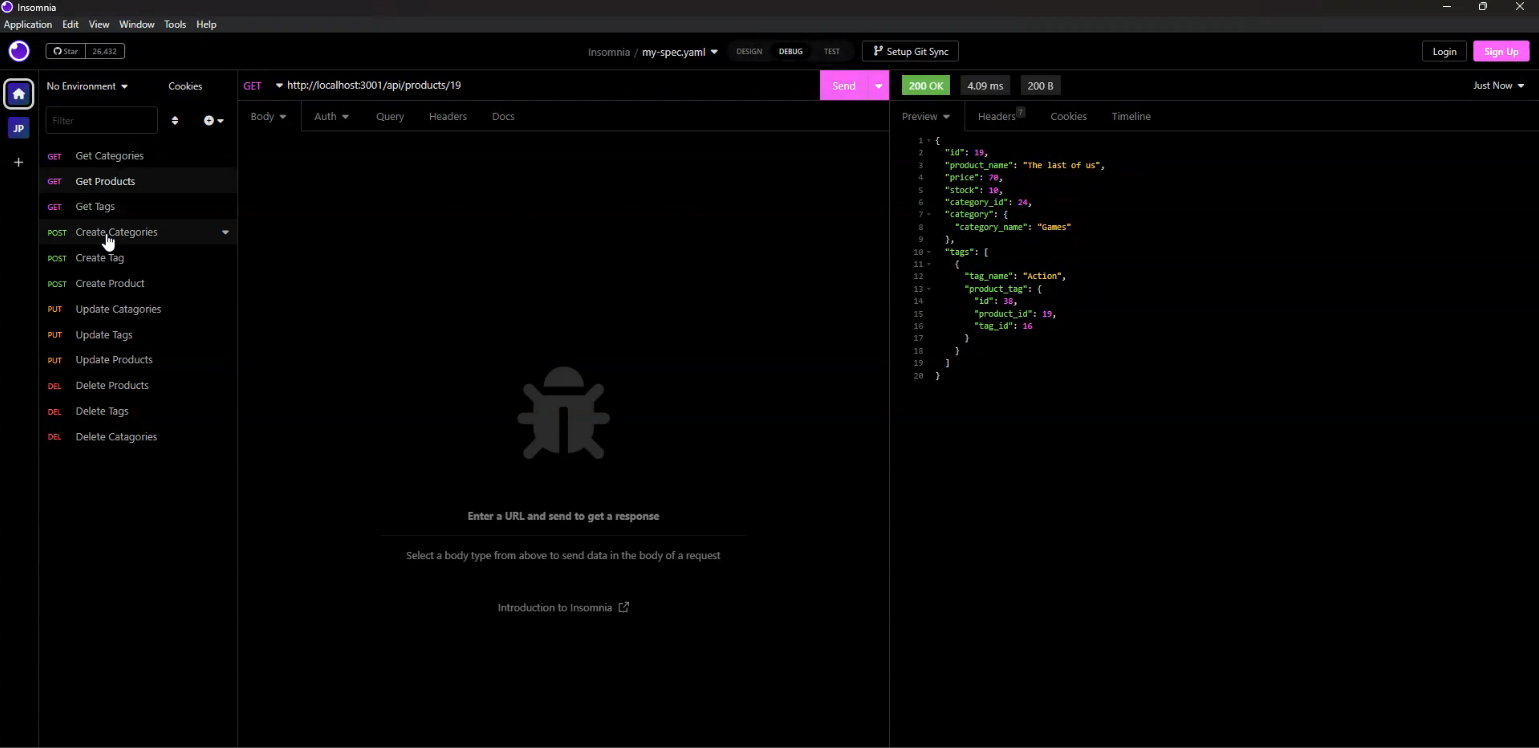 Insomnia
Application Edit View Window Tools Help
Star 26,432
Insomnia / my-spec.yaml
DESIGN DEBUG TEST
Setup Git Sync
Login Sign Up
No Environment Cookies
GET http://localhost:3001/api/products/19 Send
200 OK 4.09 ms 200 B Just Now
Filter
Body Auth Query Headers Docs
Preview Headers 7 Cookies Timeline
JP
GET Get Categories
GET Get Products
GET Get Tags
POST Create Categories
POST Create Tag
POST Create Product
PUT Update Catagories
PUT Update Tags
PUT Update Products
DEL Delete Products
DEL Delete Tags
DEL Delete Catagories
Enter a URL and send to get a response
Select a body type from above to send data in the body of a request
Introduction to Insomnia
1 {
2 "id": 19,
3 "product_name": "The last of us",
4 "price": 70,
5 "stock": 10,
6 "category_id": 24,
7 "category": {
8 "category_name": "Games"
9 },
10 "tags": [
11 {
12 "tag_name": "Action",
13 "product_tag": {
14 "id": 38,
15 "product_id": 19,
16 "tag_id": 16
17 }
18 }
19 ]
20 }